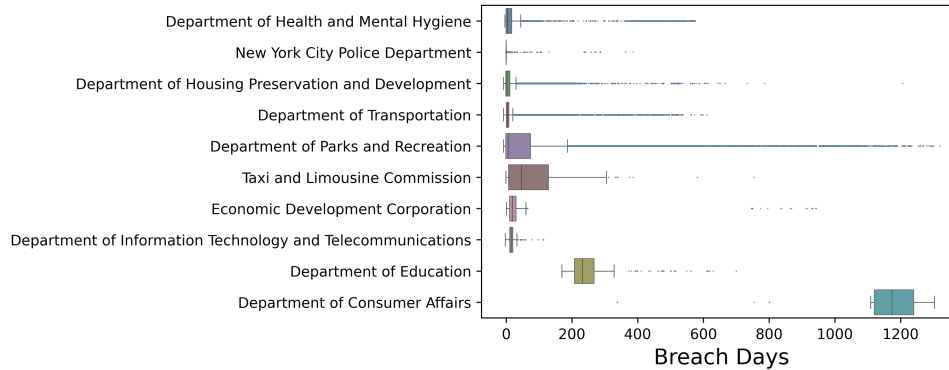 Department of Health and Mental Hygiene
New York City Police Department
Department of Housing Preservation and Development
Department of Transportation
Department of Parks and Recreation
Taxi and Limousine Commission
Economic Development Corporation
Department of Information Technology and Telecommunications
Department of Education
Department of Consumer Affairs
0 200 400 600 800 1000 1200
Breach Days